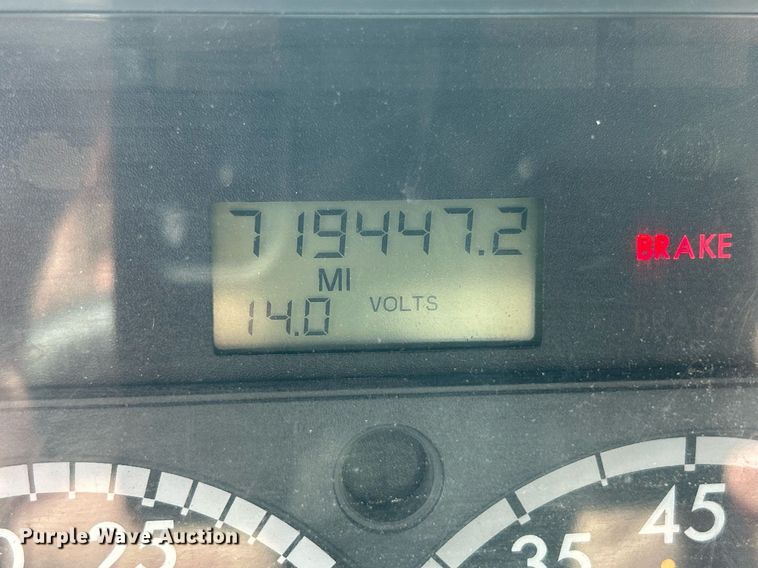 719447.2
MI
14.0 VOLTS
BRAKE
25
35
45
Purple Wave Auction